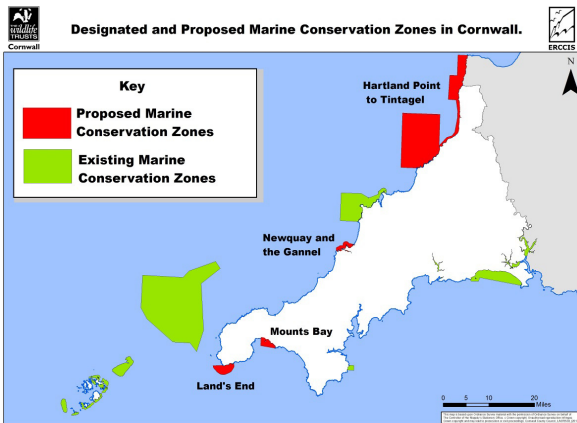 THE
wildlife
TRUSTS
Cornwall
Designated and Proposed Marine Conservation Zones in Cornwall.
ERCCIS
Key
Proposed Marine
Conservation Zones
Existing Marine
Conservation Zones
N
Hartland Point
to Tintagel
Newquay and
the Gannel
Mounts Bay
Land's End
0 5 10 20
Miles